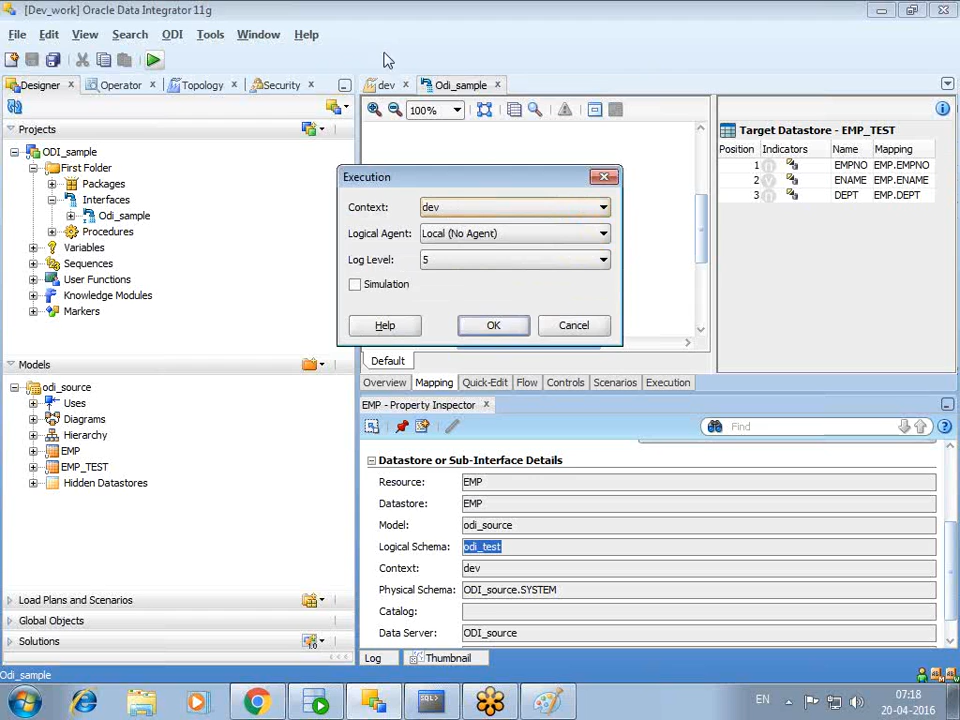 [Dev_work] Oracle Data Integrator 11g
File Edit View Search ODI Tools Window Help
Designer Operator Topology Security
dev Odi_sample
100%
Projects
ODI_sample
First Folder
Packages
Interfaces
Odi_sample
Procedures
Variables
Sequences
User Functions
Knowledge Modules
Markers
Models
odi_source
Uses
Diagrams
Hierarchy
EMP
EMP_TEST
Hidden Datastores
Load Plans and Scenarios
Global Objects
Solutions
Execution
Context: dev
Logical Agent: Local (No Agent)
Log Level: 5
Simulation
Help OK Cancel
Target Datastore - EMP_TEST
Position Indicators Name Mapping
1 EMPNO EMP.EMPNO
2 ENAME EMP.ENAME
3 DEPT EMP.DEPT
Default
Overview Mapping Quick-Edit Flow Controls Scenarios Execution
EMP - Property Inspector
Find
Datastore or Sub-Interface Details
Resource: EMP
Datastore: EMP
Model: odi_source
Logical Schema: odi_test
Context: dev
Physical Schema: ODI_source.SYSTEM
Catalog:
Data Server: ODI_source
Log Thumbnail
Odi_sample
EN
07:18
20-04-2016